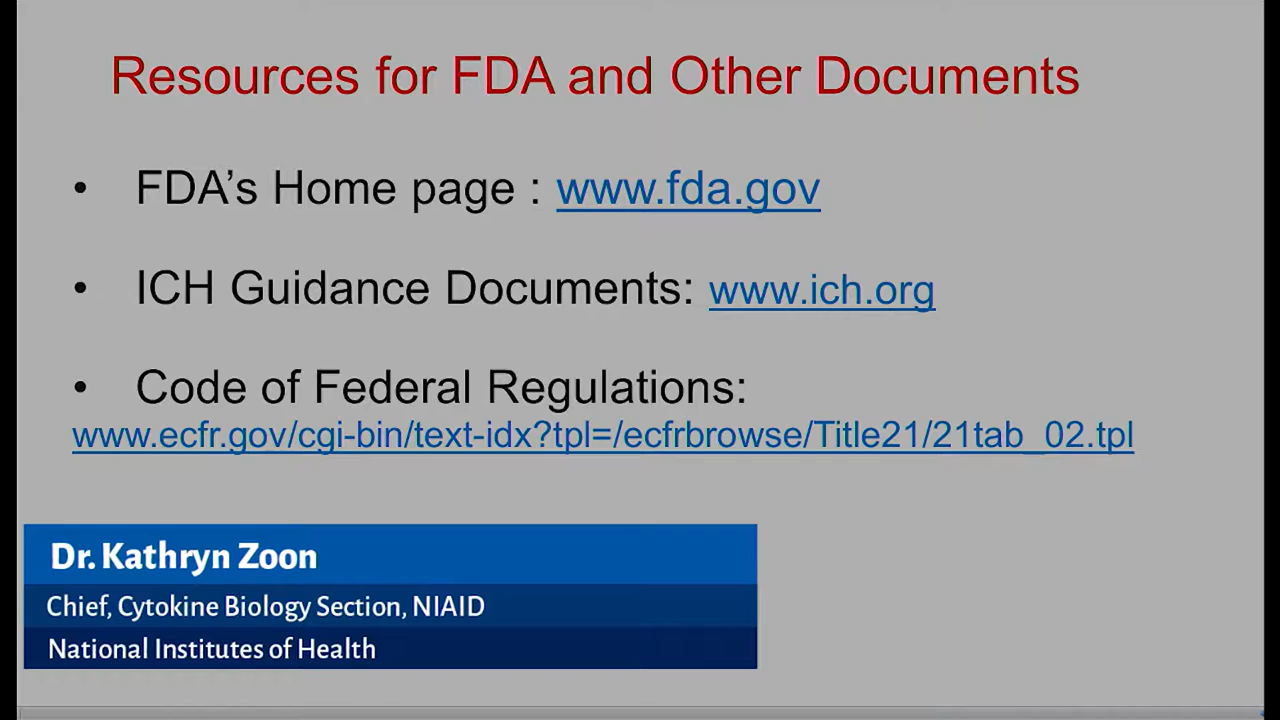 Resources for FDA and Other Documents
• FDA's Home page : www.fda.gov
• ICH Guidance Documents: www.ich.org
• Code of Federal Regulations:
www.ecfr.gov/cgi-bin/text-idx?tpl=/ecfrbrowse/Title21/21tab_02.tpl
Dr. Kathryn Zoon
Chief, Cytokine Biology Section, NIAID
National Institutes of Health